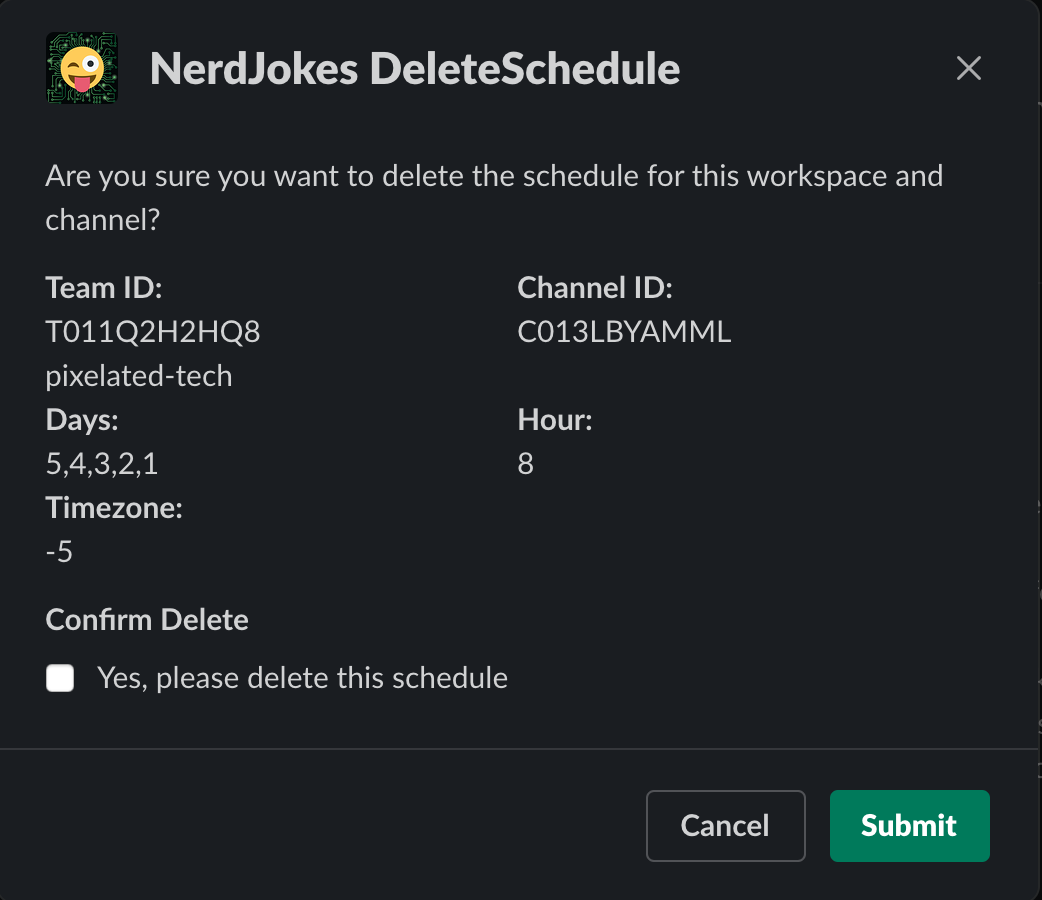 NerdJokes DeleteSchedule
Are you sure you want to delete the schedule for this workspace and
channel?
Team ID:
T011Q2H2HQ8
pixelated-tech
Channel ID:
C013LBYAMML
Days:
5,4,3,2,1
Hour:
8
Timezone:
-5
Confirm Delete
Yes, please delete this schedule
Cancel
Submit